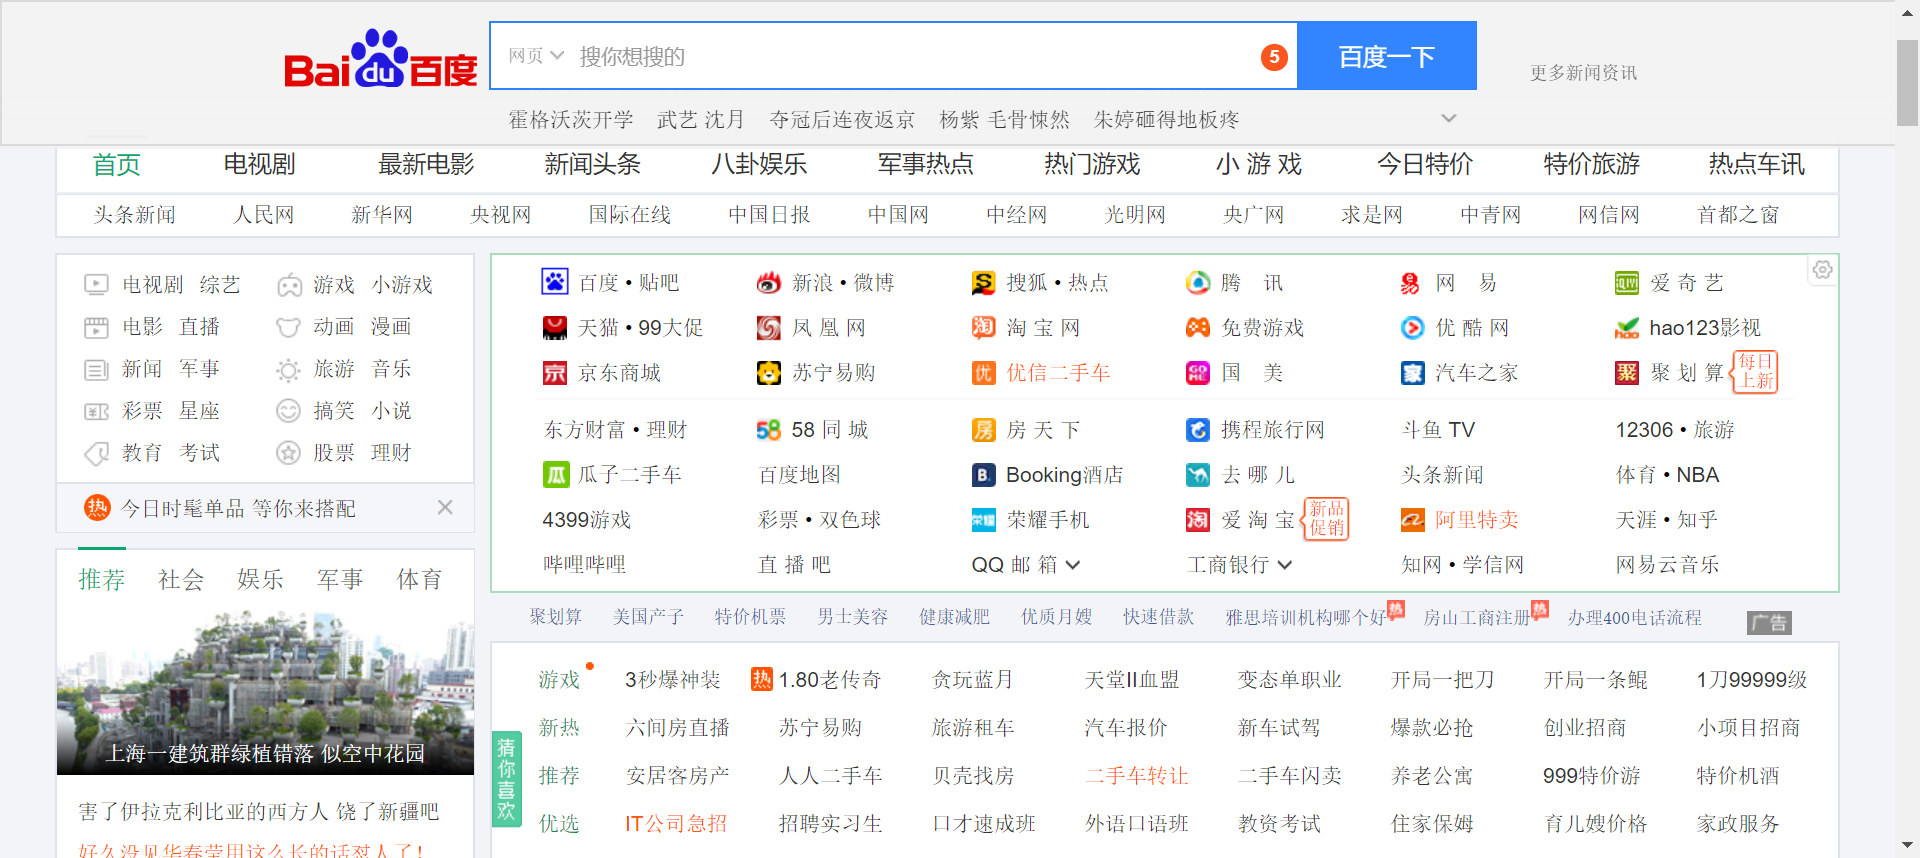 Bai du 百度
网页 搜你想搜的 5 百度一下 更多新闻资讯
霍格沃茨开学 武艺 沈月 夺冠后连夜返京 杨紫 毛骨悚然 朱婷砸得地板疼
首页 电视剧 最新电影 新闻头条 八卦娱乐 军事热点 热门游戏 小 游 戏 今日特价 特价旅游 热点车讯
头条新闻 人民网 新华网 央视网 国际在线 中国日报 中国网 中经网 光明网 央广网 求是网 中青网 网信网 首都之窗
电视剧 综艺 游戏 小游戏
电影 直播 动画 漫画
新闻 军事 旅游 音乐
彩票 星座 搞笑 小说
教育 考试 股票 理财
热 今日时髦单品 等你来搭配
推荐 社会 娱乐 军事 体育
上海一建筑群绿植错落 似空中花园
害了伊拉克利比亚的西方人 饶了新疆吧
好久没见华春莹用这么长的话怼人了!
百度 • 贴吧 新浪 • 微博 搜狐 • 热点 腾 讯 网 易 爱 奇 艺
天猫 • 99大促 凤 凰 网 淘 宝 网 免费游戏 优 酷 网 hao123影视
京东商城 苏宁易购 优信二手车 国 美 汽车之家 聚 划 算 每日上新
东方财富 • 理财 58 同 城 房 天 下 携程旅行网 斗鱼 TV 12306 • 旅游
瓜子二手车 百度地图 Booking酒店 去 哪 儿 头条新闻 体育 • NBA
4399游戏 彩票 • 双色球 荣耀手机 爱 淘 宝 新品促销 阿里特卖 天涯 • 知乎
哔哩哔哩 直 播 吧 QQ 邮 箱 工商银行 知网 • 学信网 网易云音乐
聚划算 美国产子 特价机票 男士美容 健康减肥 优质月嫂 快速借款 雅思培训机构哪个好 热 房山工商注册 热 办理400电话流程 广告
猜你喜欢
游戏 3秒爆神装 热 1.80老传奇 贪玩蓝月 天堂II血盟 变态单职业 开局一把刀 开局一条鲲 1刀99999级
新热 六间房直播 苏宁易购 旅游租车 汽车报价 新车试驾 爆款必抢 创业招商 小项目招商
推荐 安居客房产 人人二手车 贝壳找房 二手车转让 二手车闪卖 养老公寓 999特价游 特价机酒
优选 IT公司急招 招聘实习生 口才速成班 外语口语班 教资考试 住家保姆 育儿嫂价格 家政服务